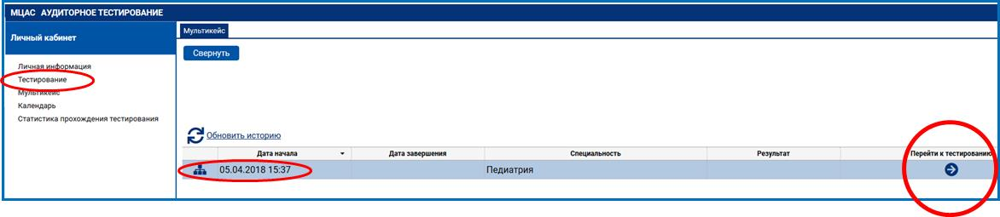 МЦАС АУДИТОРНОЕ ТЕСТИРОВАНИЕ
Личный кабинет
Личная информация
Тестирование
Мультикейс
Календарь
Статистика прохождения тестирования
Мультикейс
Свернуть
Обновить историю
Дата начала Дата завершения Специальность Результат Перейти к тестированию
05.04.2018 15:37 Педиатрия